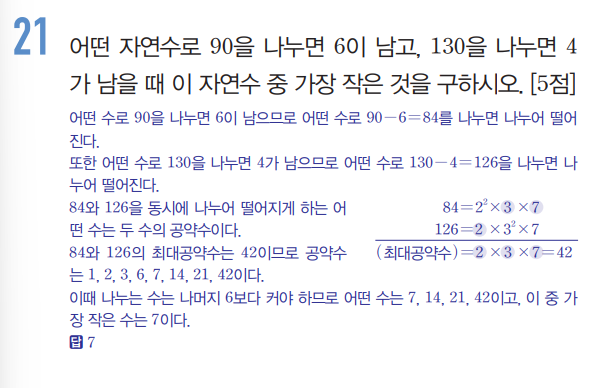 21
어떤 자연수로 90을 나누면 6이 남고, 130을 나누면 4
가 남을 때 이 자연수 중 가장 작은 것을 구하시오. [5점]
어떤 수로 90을 나누면 6이 남으므로 어떤 수로 90-6=84를 나누면 나누어 떨어
진다.
또한 어떤 수로 130을 나누면 4가 남으므로 어떤 수로 130-4=126을 나누면 나
누어 떨어진다.
84와 126을 동시에 나누어 떨어지게 하는 어
떤 수는 두 수의 공약수이다.
84와 126의 최대공약수는 42이므로 공약수
는 1, 2, 3, 6, 7, 14, 21, 42이다.
84=2²×3×7
126=2×3²×7
(최대공약수)=2×3×7=42
이때 나누는 수는 나머지 6보다 커야 하므로 어떤 수는 7, 14, 21, 42이고, 이 중 가
장 작은 수는 7이다.
답 7